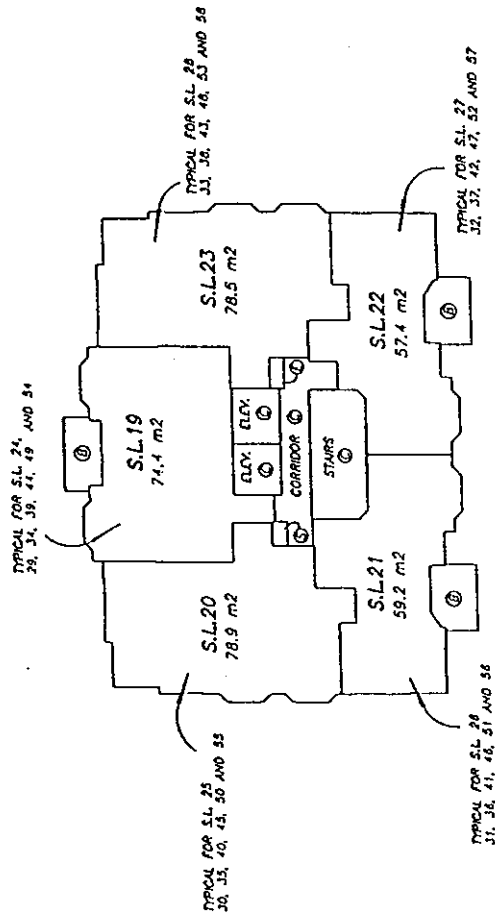 TYPICAL FOR S.L. 24,
29, 34, 39, 44, 49 AND 54
TYPICAL FOR S.L. 28
33, 38, 43, 48, 53 AND 58
B
S.L.19
74.4 m2
S.L.23
78.5 m2
S.L.20
78.9 m2
ELEV.
C
ELEV.
C
CORRIDOR C
STAIRS
C
TYPICAL FOR S.L. 25
30, 35, 40, 45, 50 AND 55
S.L.21
59.2 m2
S.L.22
57.4 m2
B
B
TYPICAL FOR S.L. 26
31, 36, 41, 46, 51 AND 56
TYPICAL FOR S.L. 27
32, 37, 42, 47, 52 AND 57